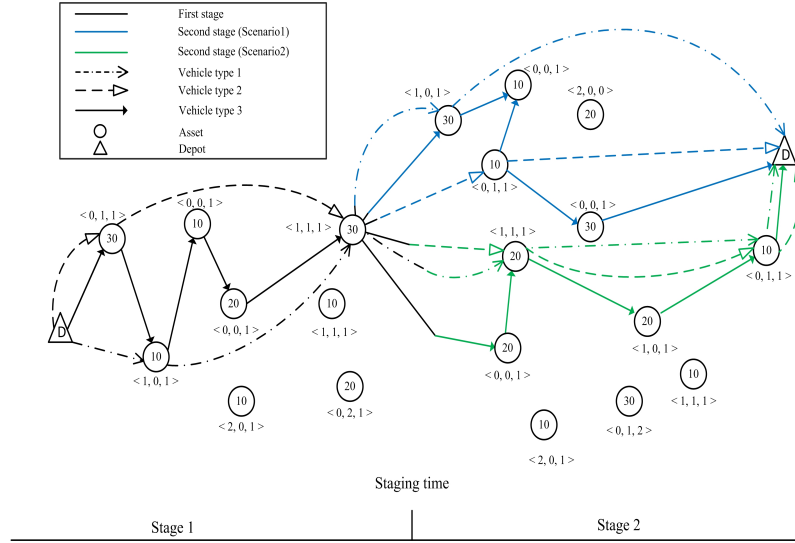 First stage
Second stage (Scenario1)
Second stage (Scenario2)
Vehicle type 1
Vehicle type 2
Vehicle type 3
Asset
Depot
< 0, 0, 1 >
10
< 1, 0, 1 >
30
< 2, 0, 0 >
20
D
10
< 0, 1, 1 >
< 0, 0, 1 >
30
< 0, 0, 1 >
10
< 0, 1, 1 >
30
< 1, 1, 1 >
30
< 1, 1, 1 >
20
10
< 0, 1, 1 >
20
< 0, 0, 1 >
10
< 1, 1, 1 >
D
10
< 1, 0, 1 >
20
< 0, 0, 1 >
20
< 1, 0, 1 >
10
< 2, 0, 1 >
20
< 0, 2, 1 >
10
< 1, 1, 1 >
30
< 0, 1, 2 >
10
< 2, 0, 1 >
Staging time
Stage 1
Stage 2